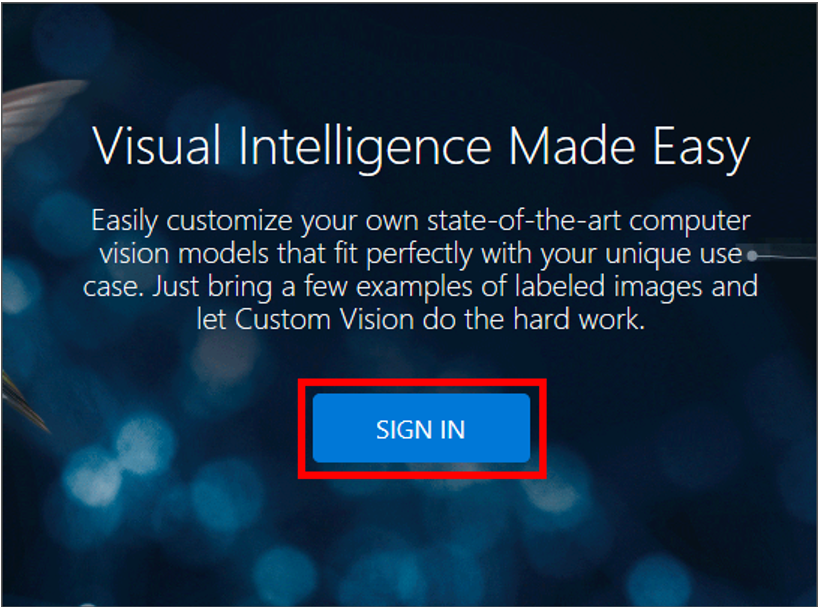 Visual Intelligence Made Easy
Easily customize your own state-of-the-art computer
vision models that fit perfectly with your unique use
case. Just bring a few examples of labeled images and
let Custom Vision do the hard work.
SIGN IN